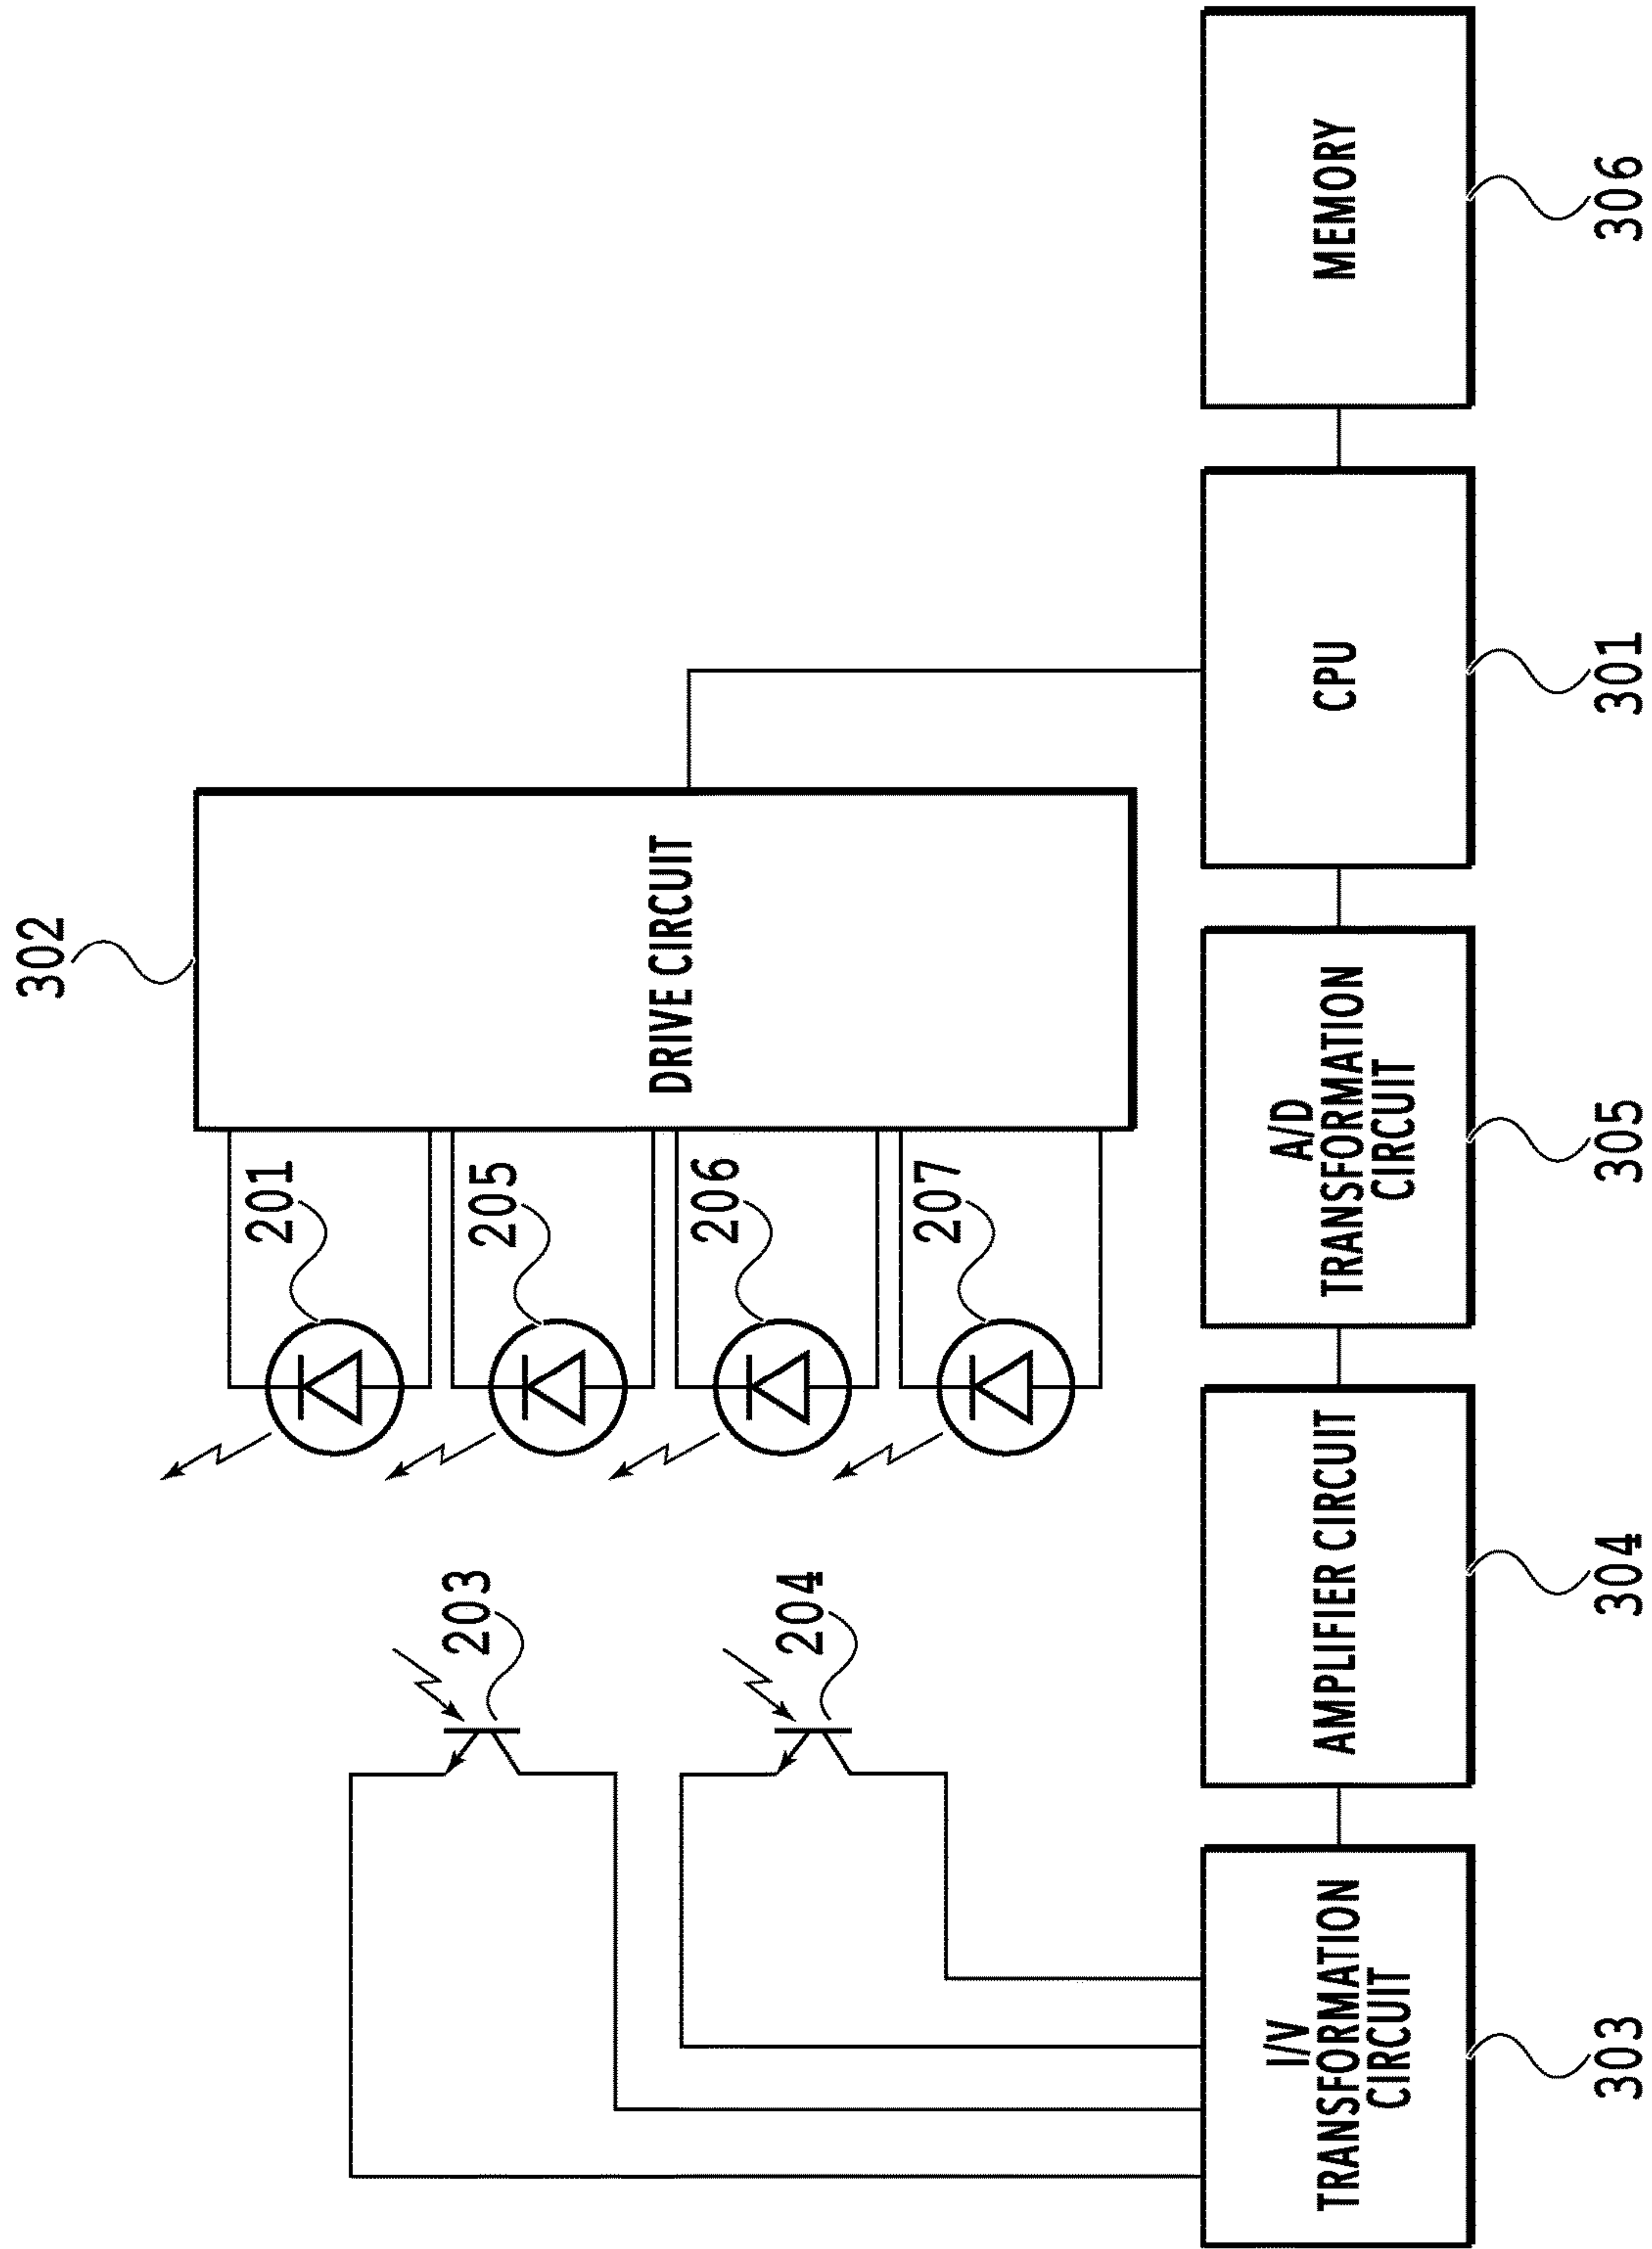 302
DRIVE CIRCUIT
201
205
206
207
203
204
I/V
TRANSFORMATION
CIRCUIT
AMPLIFIER CIRCUIT
A/D
TRANSFORMATION
CIRCUIT
CPU
MEMORY
303
304
305
301
306